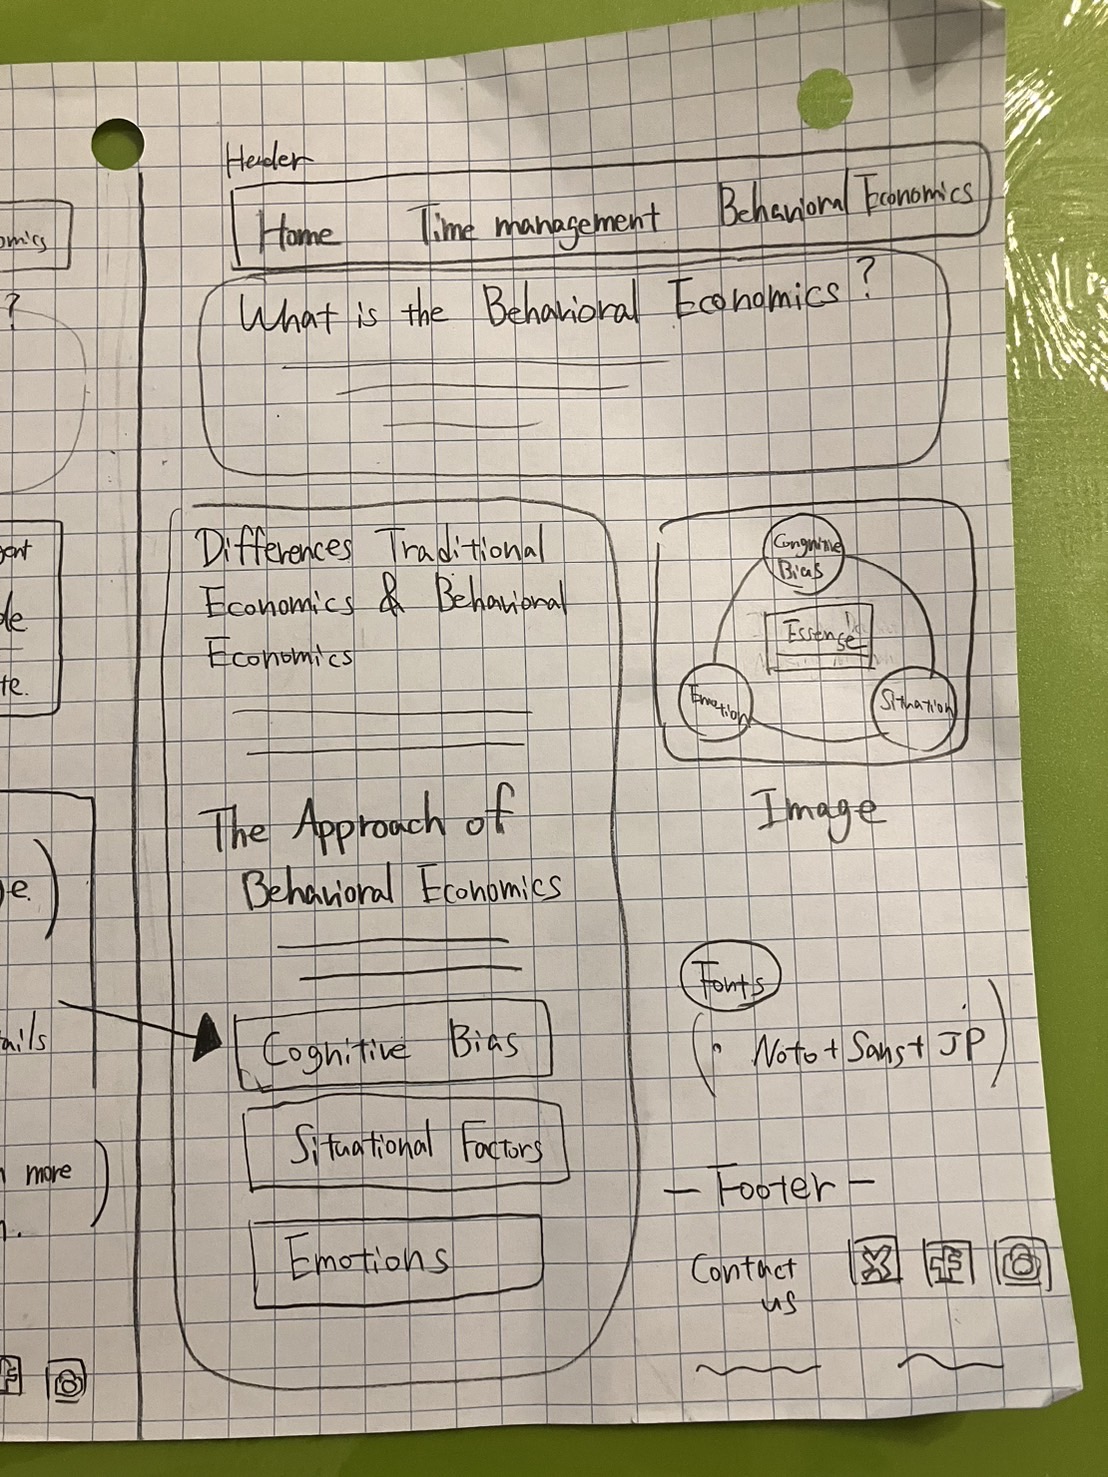 omics
?
ple
te.
e.
ails
more
Header
Home Time management Behavioral Economics
What is the Behavioral Economics?
Differences Traditional
Economics & Behavioral
Economics
The Approach of
Behavioral Economics
Cognitive Bias
Situational Factors
Emotions
Congnitive
Bias
Essense
Emotion
Situation
Image
Fonts
(• Noto+Sans+JP)
— Footer —
Contact
us